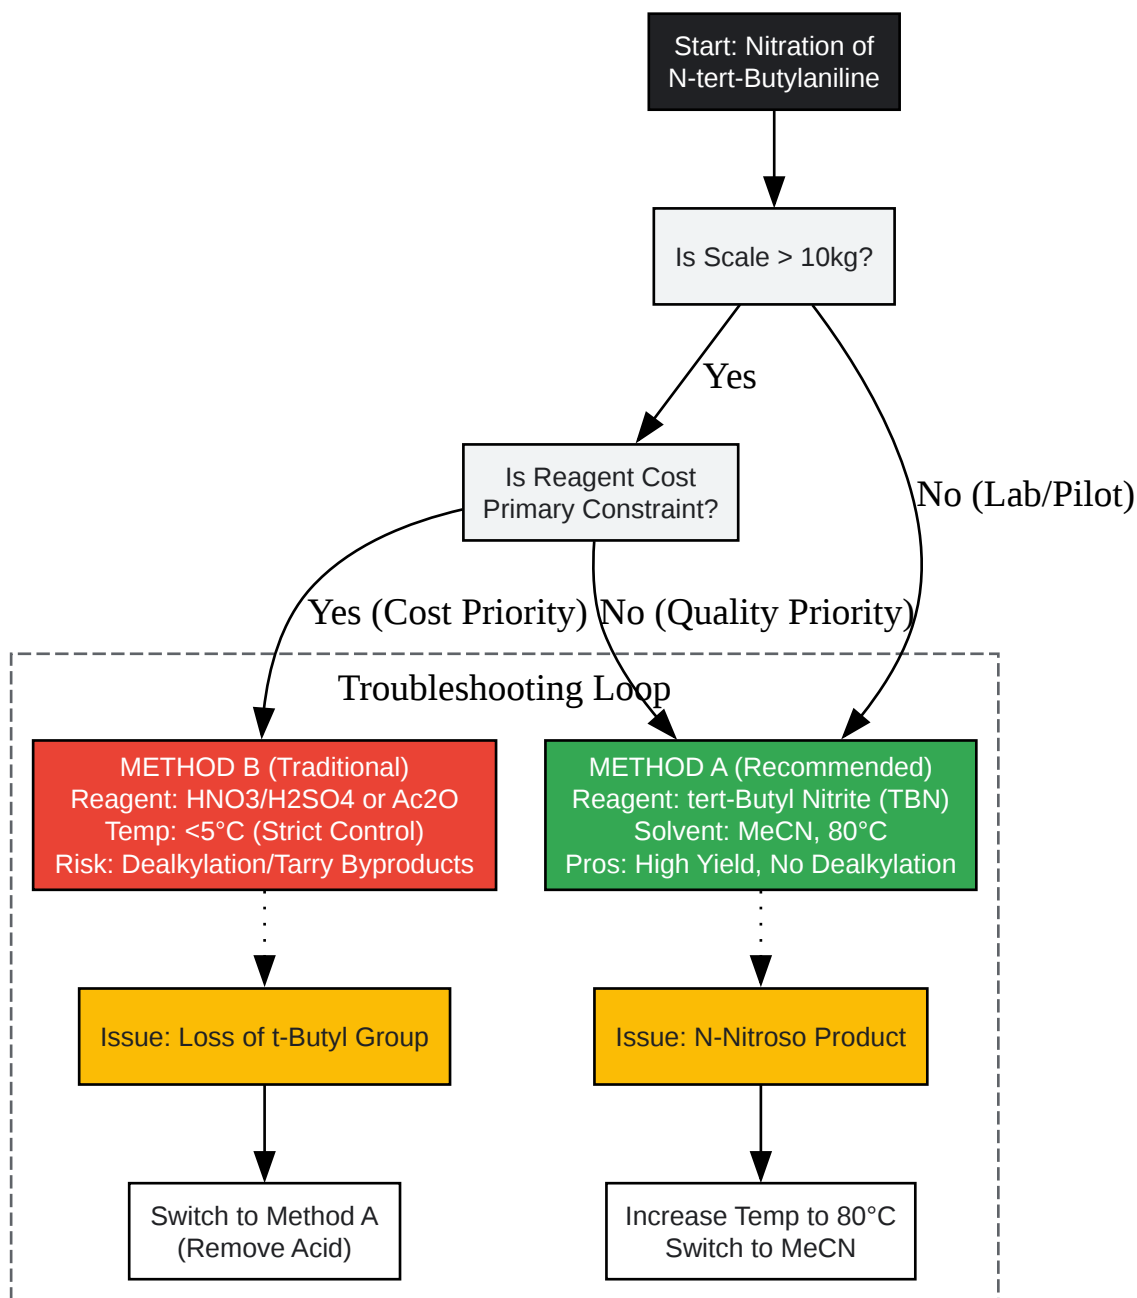 Start: Nitration of
N-tert-Butylaniline
Is Scale > 10kg?
Yes
Is Reagent Cost
Primary Constraint?
No (Lab/Pilot)
Yes (Cost Priority)
No (Quality Priority)
Troubleshooting Loop
METHOD B (Traditional)
Reagent: HNO3/H2SO4 or Ac2O
Temp: <5°C (Strict Control)
Risk: Dealkylation/Tarry Byproducts
METHOD A (Recommended)
Reagent: tert-Butyl Nitrite (TBN)
Solvent: MeCN, 80°C
Pros: High Yield, No Dealkylation
Issue: Loss of t-Butyl Group
Issue: N-Nitroso Product
Switch to Method A
(Remove Acid)
Increase Temp to 80°C
Switch to MeCN